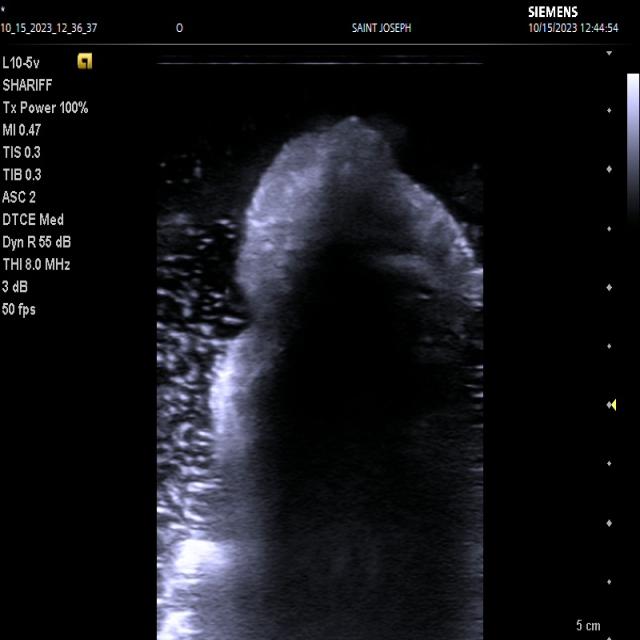 *
SIEMENS
10_15_2023_12_36_37 O SAINT JOSEPH 10/15/2023 12:44:54
L10-5v
SHARIFF
Tx Power 100%
MI 0.47
TIS 0.3
TIB 0.3
ASC 2
DTCE Med
Dyn R 55 dB
THI 8.0 MHz
3 dB
50 fps
5 cm